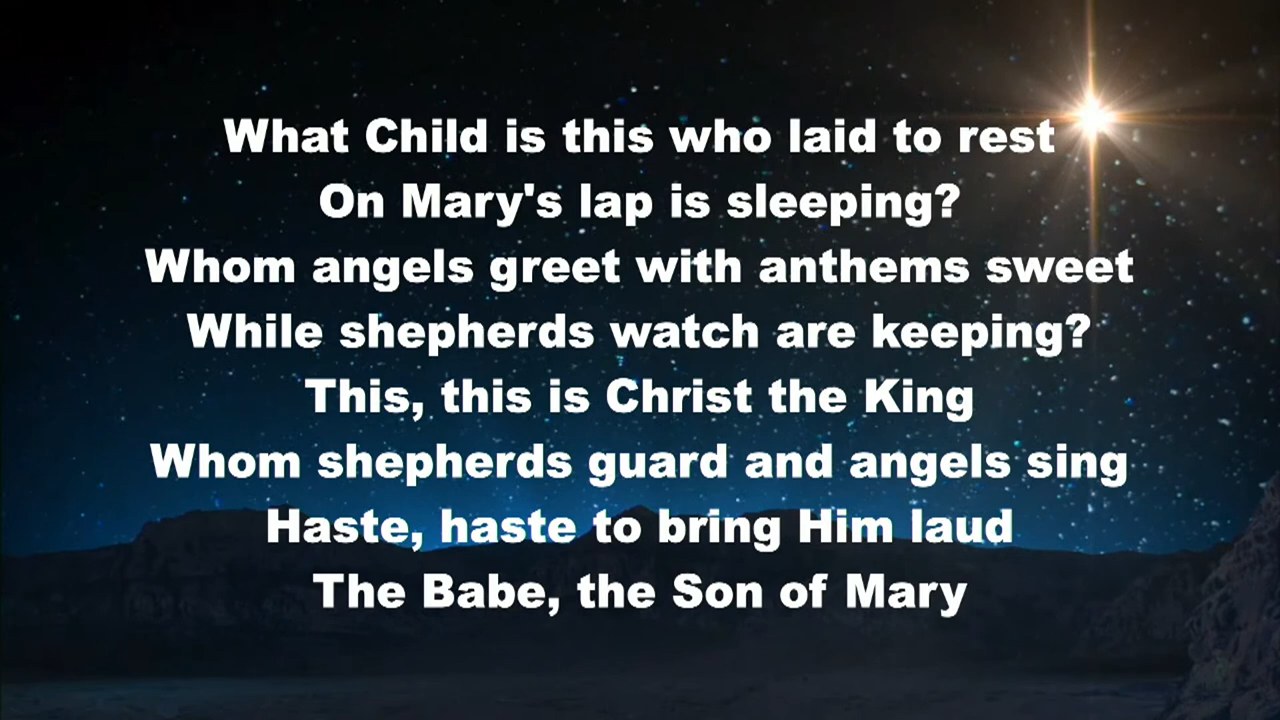 What Child is this who laid to rest
On Mary's lap is sleeping?
Whom angels greet with anthems sweet
While shepherds watch are keeping?
This, this is Christ the King
Whom shepherds guard and angels sing
Haste, haste to bring Him laud
The Babe, the Son of Mary